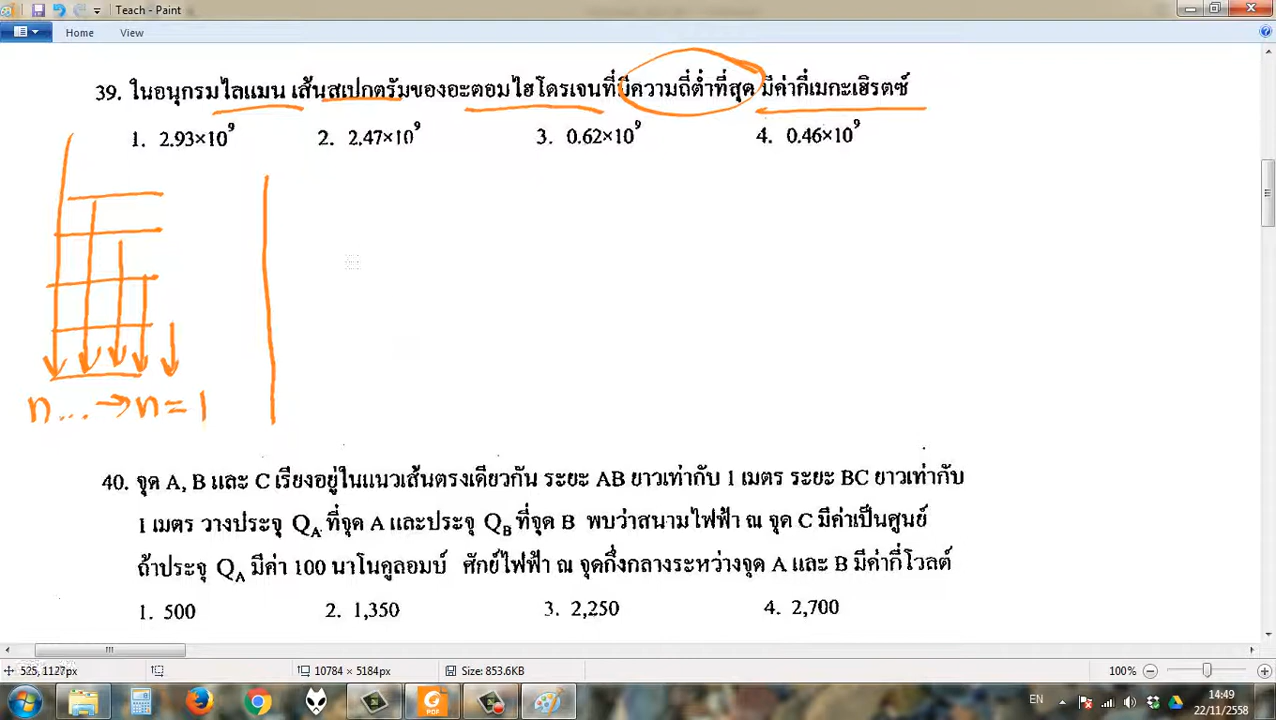 Teach - Paint
Home View
39. ในอนุกรมไลแมน เส้นสเปกตรัมของอะตอมไฮโดรเจนที่มีความถี่ต่ำที่สุด มีค่ากี่เมกะเฮิรตซ์
1. 2.93×10⁹ 2. 2.47×10⁹ 3. 0.62×10⁹ 4. 0.46×10⁹
n... → n = 1
40. จุด A, B และ C เรียงอยู่ในแนวเส้นตรงเดียวกัน ระยะ AB ยาวเท่ากับ 1 เมตร ระยะ BC ยาวเท่ากับ
1 เมตร วางประจุ Q_A ที่จุด A และประจุ Q_B ที่จุด B พบว่าสนามไฟฟ้า ณ จุด C มีค่าเป็นศูนย์
ถ้าประจุ Q_A มีค่า 100 นาโนคูลอมบ์ ศักย์ไฟฟ้า ณ จุดกึ่งกลางระหว่างจุด A และ B มีค่ากี่โวลต์
1. 500 2. 1,350 3. 2,250 4. 2,700
525, 1127px 10784 × 5184px Size: 853.6KB 100%
EN 14:49
22/11/2558
PDF